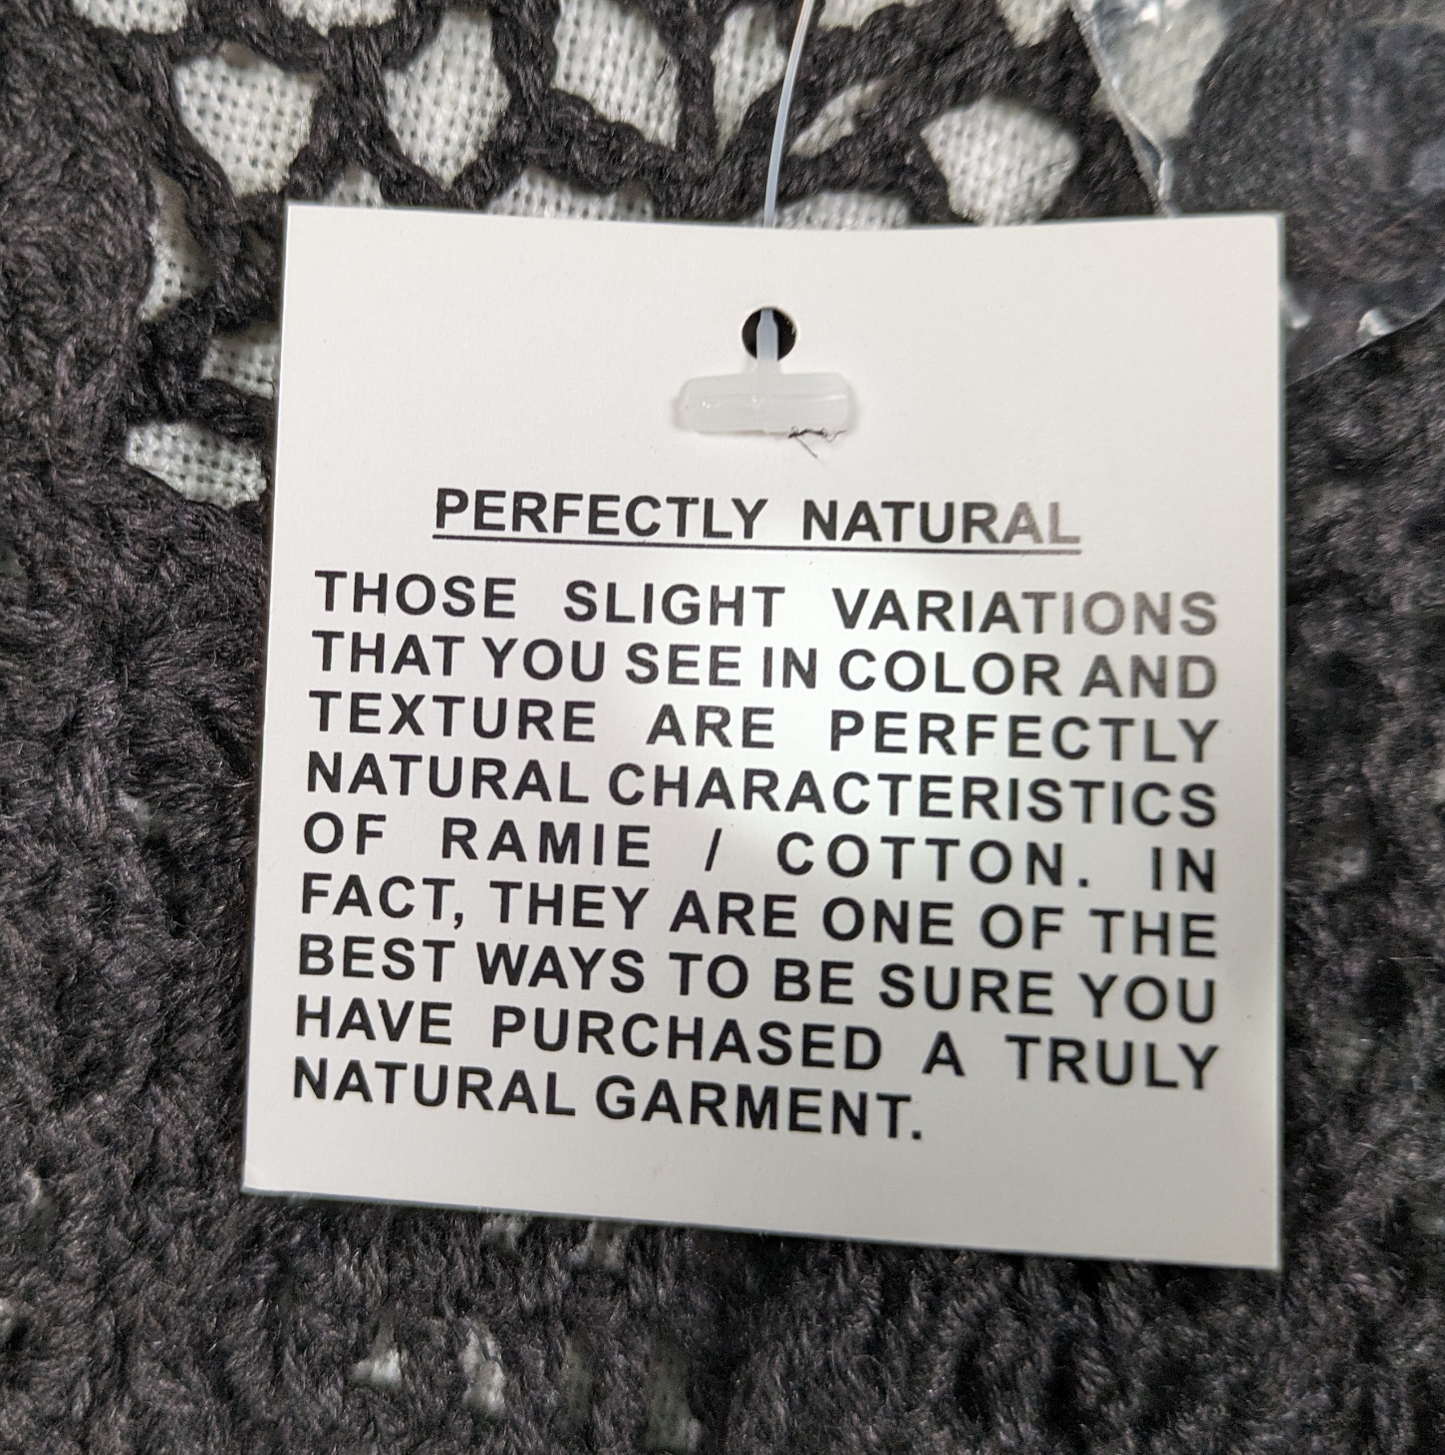 PERFECTLY NATURAL
THOSE SLIGHT VARIATIONS
THAT YOU SEE IN COLOR AND
TEXTURE ARE PERFECTLY
NATURAL CHARACTERISTICS
OF RAMIE / COTTON. IN
FACT, THEY ARE ONE OF THE
BEST WAYS TO BE SURE YOU
HAVE PURCHASED A TRULY
NATURAL GARMENT.